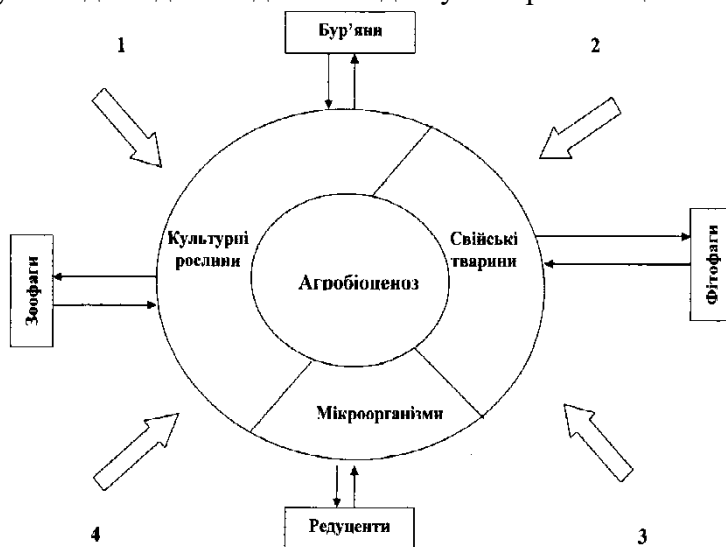 1
Бур’яни
2
Культурні
рослини
Свійські
тварини
Зоофаги
Агробіоценоз
Фітофаги
Мікроорганізми
4
Редуценти
3